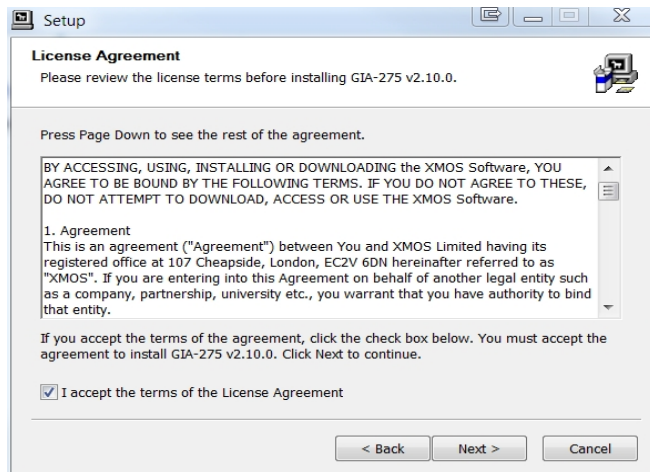 Setup
License Agreement
Please review the license terms before installing GIA-275 v2.10.0.
Press Page Down to see the rest of the agreement.
BY ACCESSING, USING, INSTALLING OR DOWNLOADING the XMOS Software, YOU
AGREE TO BE BOUND BY THE FOLLOWING TERMS. IF YOU DO NOT AGREE TO THESE,
DO NOT ATTEMPT TO DOWNLOAD, ACCESS OR USE THE XMOS Software.
1. Agreement
This is an agreement ("Agreement") between You and XMOS Limited having its
registered office at 107 Cheapside, London, EC2V 6DN hereinafter referred to as
"XMOS". If you are entering into this Agreement on behalf of another legal entity such
as a company, partnership, university etc., you warrant that you have authority to bind
that entity.
If you accept the terms of the agreement, click the check box below. You must accept the
agreement to install GIA-275 v2.10.0. Click Next to continue.
I accept the terms of the License Agreement
< Back Next > Cancel